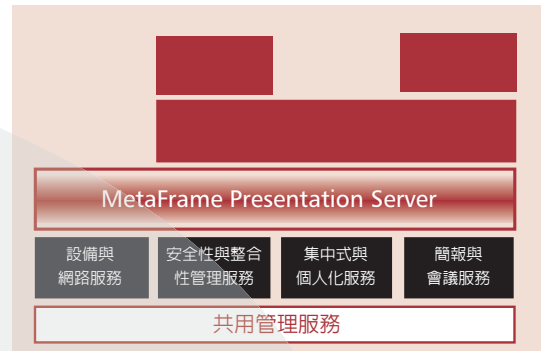 MetaFrame Presentation Server
設備與
網路服務
安全性與整合
性管理服務
集中式與
個人化服務
簡報與
會議服務
共用管理服務